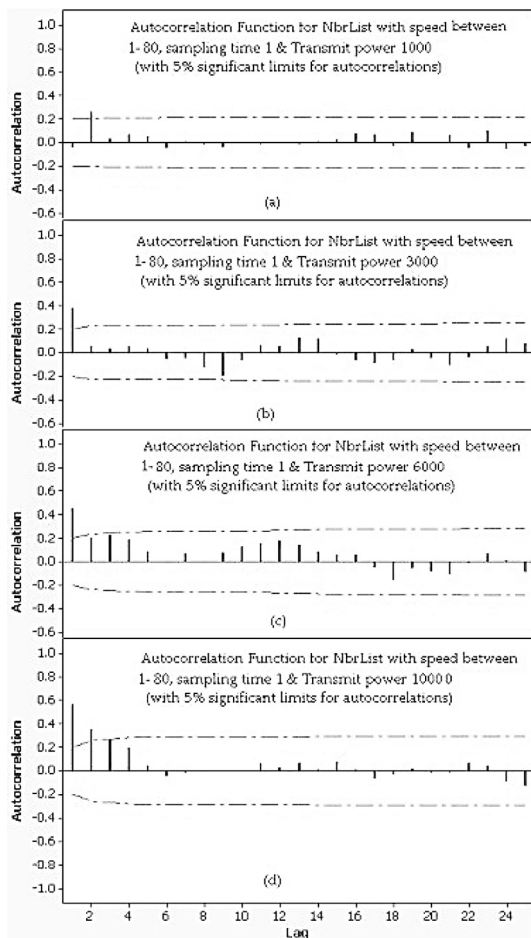 1.0
0.8
0.6
0.4
0.2
0.0
-0.2
-0.4
-0.6
Autocorrelation
Autocorrelation Function for NbrList with speed between
1-80, sampling time 1 & Transmit power 1000
(with 5% significant limits for autocorrelations)
(a)
1.0
0.8
0.6
0.4
0.2
0.0
-0.2
-0.4
-0.6
Autocorrelation
Autocorrelation Function for NbrList with speed between
1-80, sampling time 1 & Transmit power 3000
(with 5% significant limits for autocorrelations)
(b)
1.0
0.8
0.6
0.4
0.2
0.0
-0.2
-0.4
-0.6
Autocorrelation
Autocorrelation Function for NbrList with speed between
1-80, sampling time 1 & Transmit power 6000
(with 5% significant limits for autocorrelations)
(c)
1.0
0.8
0.6
0.4
0.2
0.0
-0.2
-0.4
-0.6
-0.8
-1.0
Autocorrelation
Autocorrelation Function for NbrList with speed between
1-80, sampling time 1 & Transmit power 10000
(with 5% significant limits for autocorrelations)
(d)
2 4 6 8 10 12 14 16 18 20 22 24
Lag